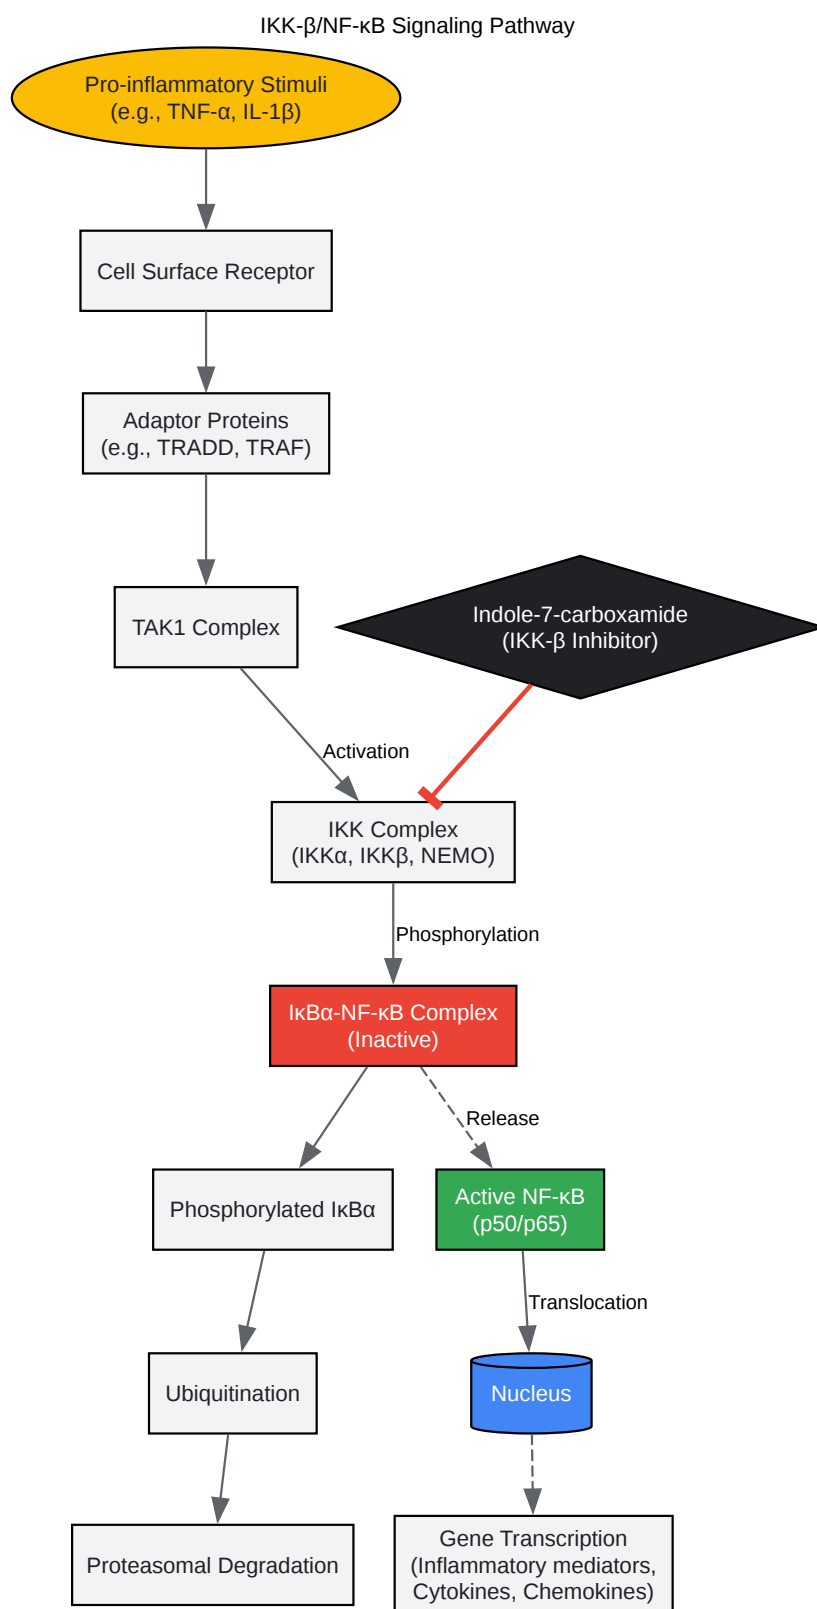 IKK-β/NF-κB Signaling Pathway
Pro-inflammatory Stimuli
(e.g., TNF-α, IL-1β)
Cell Surface Receptor
Adaptor Proteins
(e.g., TRADD, TRAF)
TAK1 Complex
Indole-7-carboxamide
(IKK-β Inhibitor)
Activation
IKK Complex
(IKKα, IKKβ, NEMO)
Phosphorylation
IκBα-NF-κB Complex
(Inactive)
Release
Phosphorylated IκBα
Active NF-κB
(p50/p65)
Translocation
Ubiquitination
Nucleus
Proteasomal Degradation
Gene Transcription
(Inflammatory mediators,
Cytokines, Chemokines)